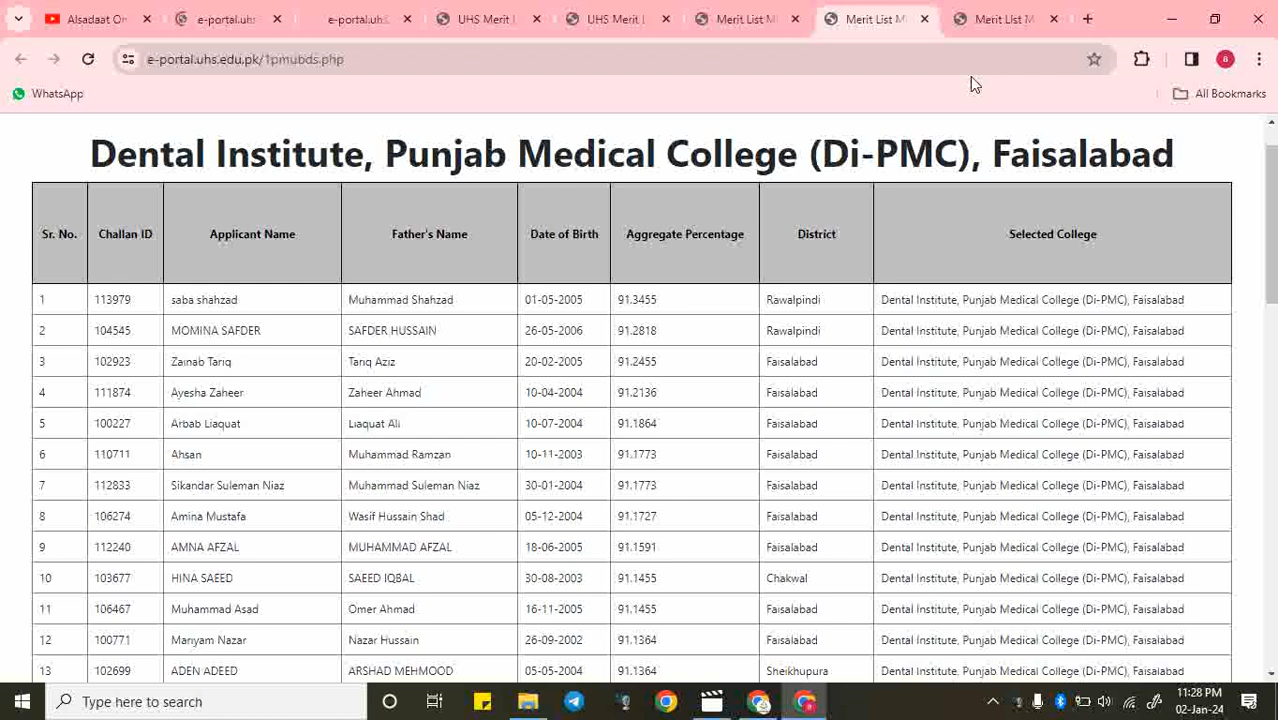 Alsadaat On
e-portal.uhs.
e-portal.uhs.
UHS Merit L
UHS Merit L
Merit List M
Merit List M
Merit List M
e-portal.uhs.edu.pk/1pmubds.php
a
WhatsApp
All Bookmarks
Dental Institute, Punjab Medical College (Di-PMC), Faisalabad
Sr. No. Challan ID Applicant Name Father's Name Date of Birth Aggregate Percentage District Selected College
1 113979 saba shahzad Muhammad Shahzad 01-05-2005 91.3455 Rawalpindi Dental Institute, Punjab Medical College (Di-PMC), Faisalabad
2 104545 MOMINA SAFDER SAFDER HUSSAIN 26-05-2006 91.2818 Rawalpindi Dental Institute, Punjab Medical College (Di-PMC), Faisalabad
3 102923 Zainab Tariq Tariq Aziz 20-02-2005 91.2455 Faisalabad Dental Institute, Punjab Medical College (Di-PMC), Faisalabad
4 111874 Ayesha Zaheer Zaheer Ahmad 10-04-2004 91.2136 Faisalabad Dental Institute, Punjab Medical College (Di-PMC), Faisalabad
5 100227 Arbab Liaquat Liaquat Ali 10-07-2004 91.1864 Faisalabad Dental Institute, Punjab Medical College (Di-PMC), Faisalabad
6 110711 Ahsan Muhammad Ramzan 10-11-2003 91.1773 Faisalabad Dental Institute, Punjab Medical College (Di-PMC), Faisalabad
7 112833 Sikandar Suleman Niaz Muhammad Suleman Niaz 30-01-2004 91.1773 Faisalabad Dental Institute, Punjab Medical College (Di-PMC), Faisalabad
8 106274 Amina Mustafa Wasif Hussain Shad 05-12-2004 91.1727 Faisalabad Dental Institute, Punjab Medical College (Di-PMC), Faisalabad
9 112240 AMNA AFZAL MUHAMMAD AFZAL 18-06-2005 91.1591 Faisalabad Dental Institute, Punjab Medical College (Di-PMC), Faisalabad
10 103677 HINA SAEED SAEED IQBAL 30-08-2003 91.1455 Chakwal Dental Institute, Punjab Medical College (Di-PMC), Faisalabad
11 106467 Muhammad Asad Omer Ahmad 16-11-2005 91.1455 Faisalabad Dental Institute, Punjab Medical College (Di-PMC), Faisalabad
12 100771 Mariyam Nazar Nazar Hussain 26-09-2002 91.1364 Faisalabad Dental Institute, Punjab Medical College (Di-PMC), Faisalabad
13 102699 ADEN ADEED ARSHAD MEHMOOD 05-05-2004 91.1364 Sheikhupura Dental Institute, Punjab Medical College (Di-PMC), Faisalabad
Type here to search
11:28 PM
02-Jan-24